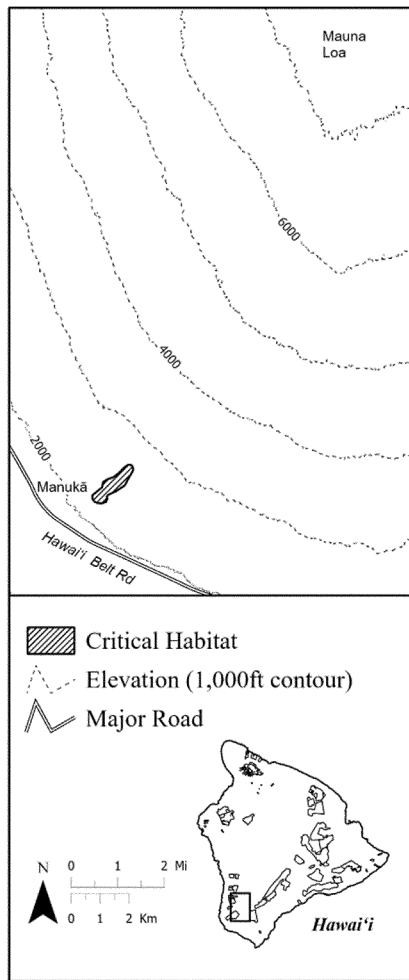 Mauna
Loa
6000
4000
2000
Manukā
Hawai‘i Belt Rd
Critical Habitat
Elevation (1,000ft contour)
Major Road
N
0 1 2 Mi
0 1 2 Km
Hawai‘i